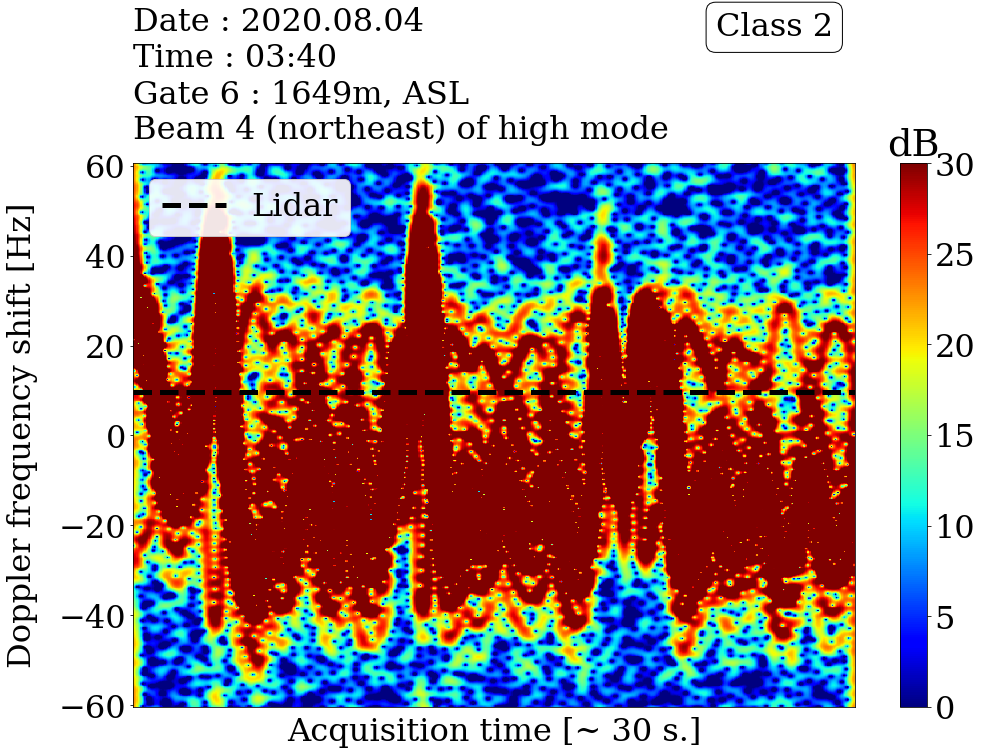 Date : 2020.08.04
Time : 03:40
Gate 6 : 1649m, ASL
Beam 4 (northeast) of high mode
Class 2
dB
Lidar
60
40
20
0
−20
−40
−60
Doppler frequency shift [Hz]
Acquisition time [~ 30 s.]
30
25
20
15
10
5
0